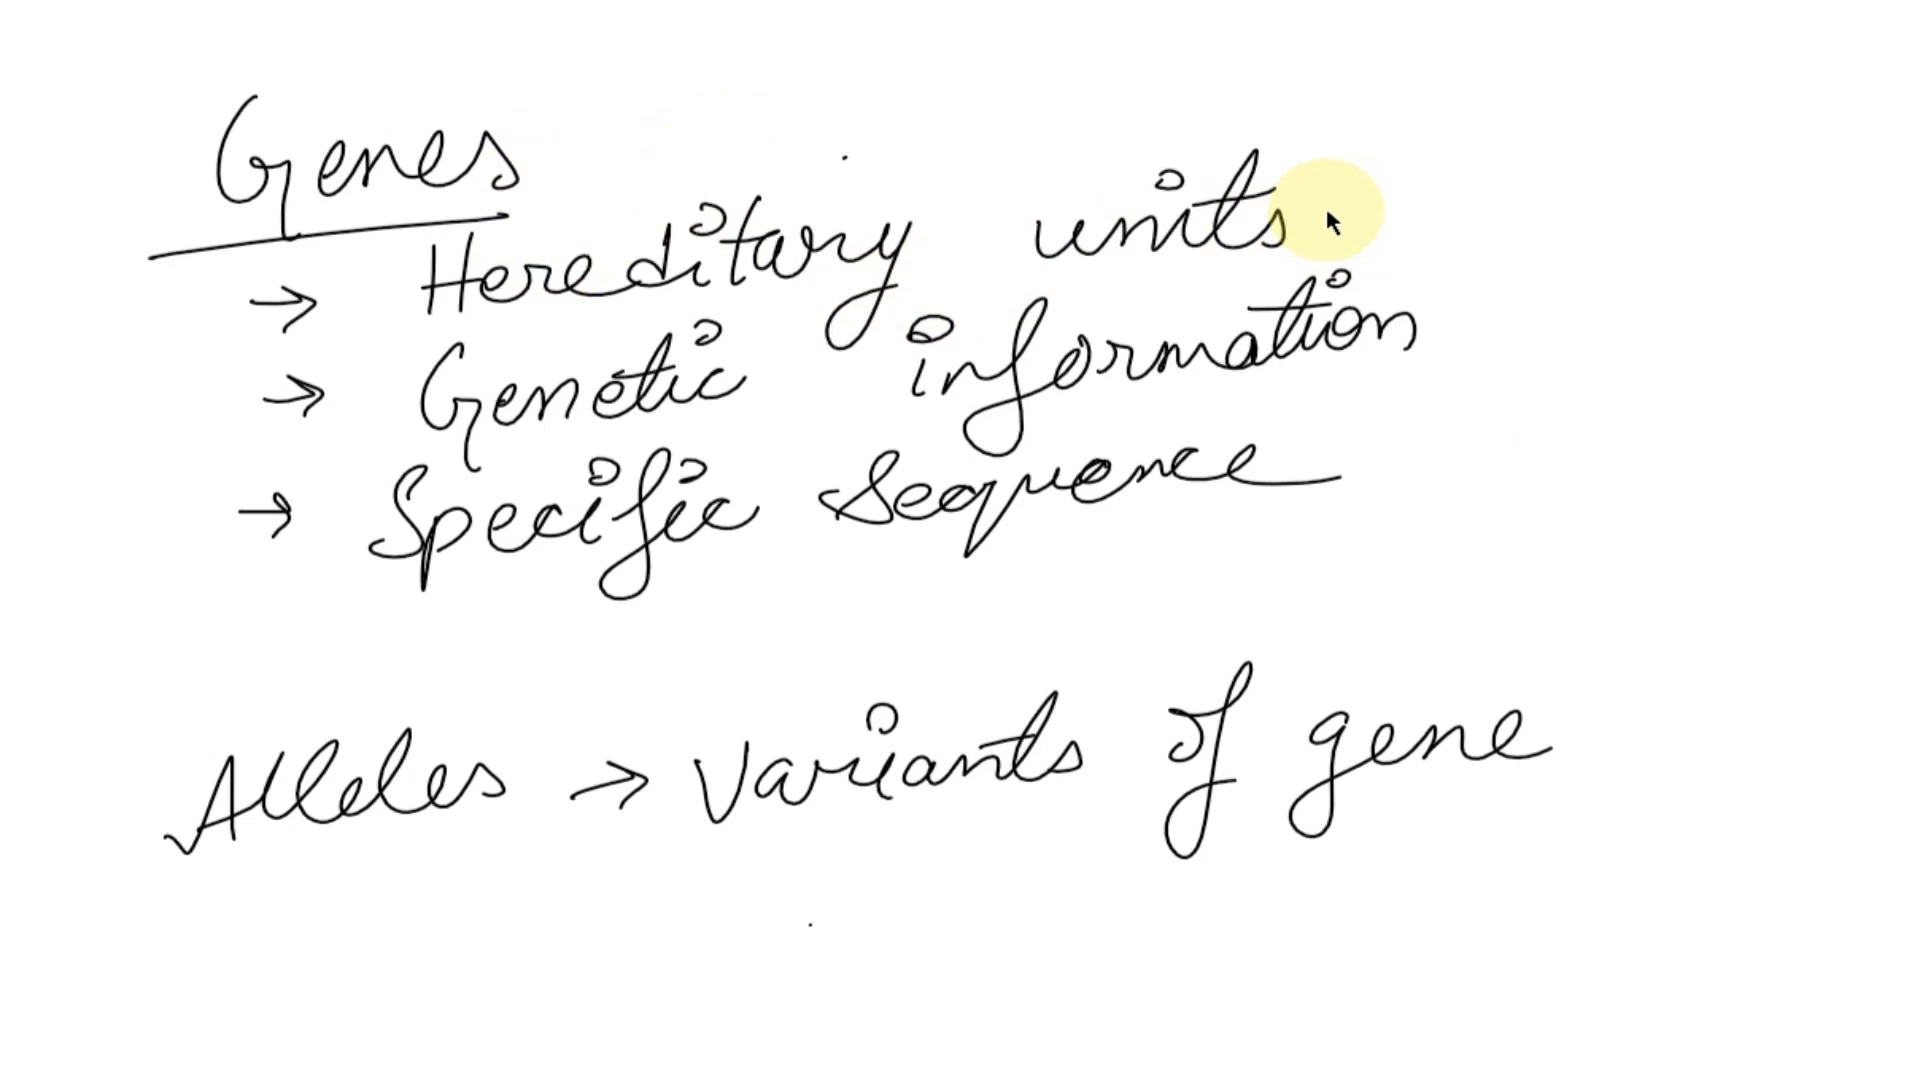 Genes
→ Hereditary units
→ Genetic information
→ Specific Sequence
Alleles → Variants of gene